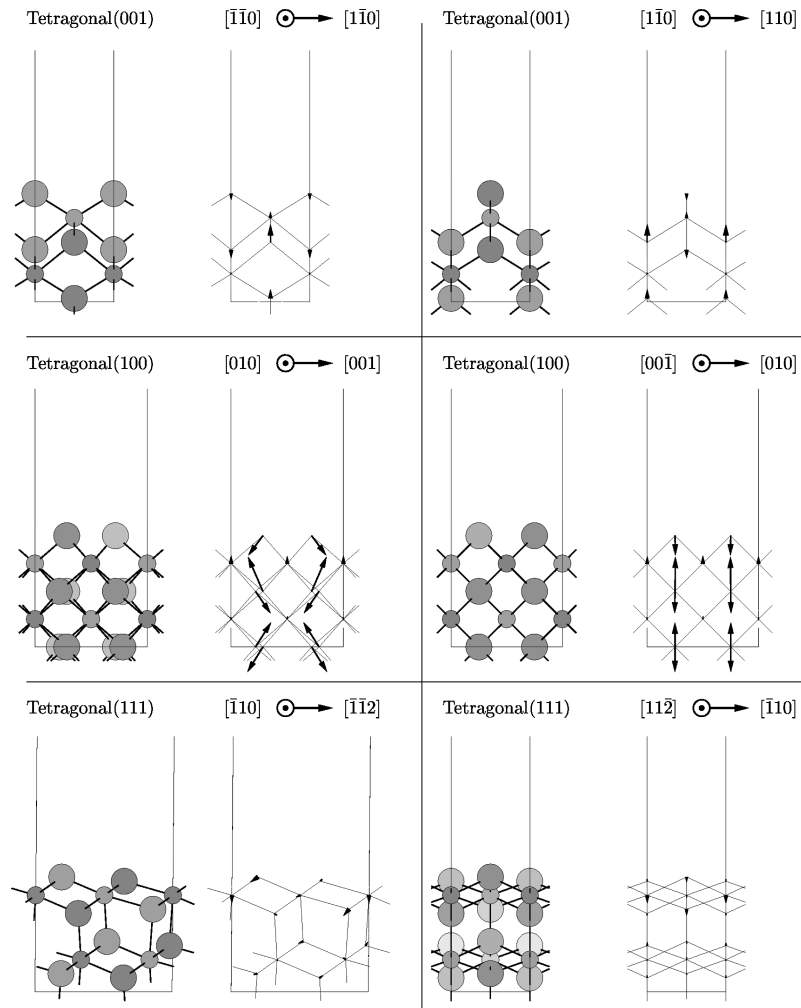 Tetragonal(001) [1̄1̄0] [11̄0] Tetragonal(001) [11̄0] [110]
Tetragonal(100) [010] [001] Tetragonal(100) [001̄] [010]
Tetragonal(111) [1̄10] [1̄1̄2] Tetragonal(111) [112̄] [1̄10]